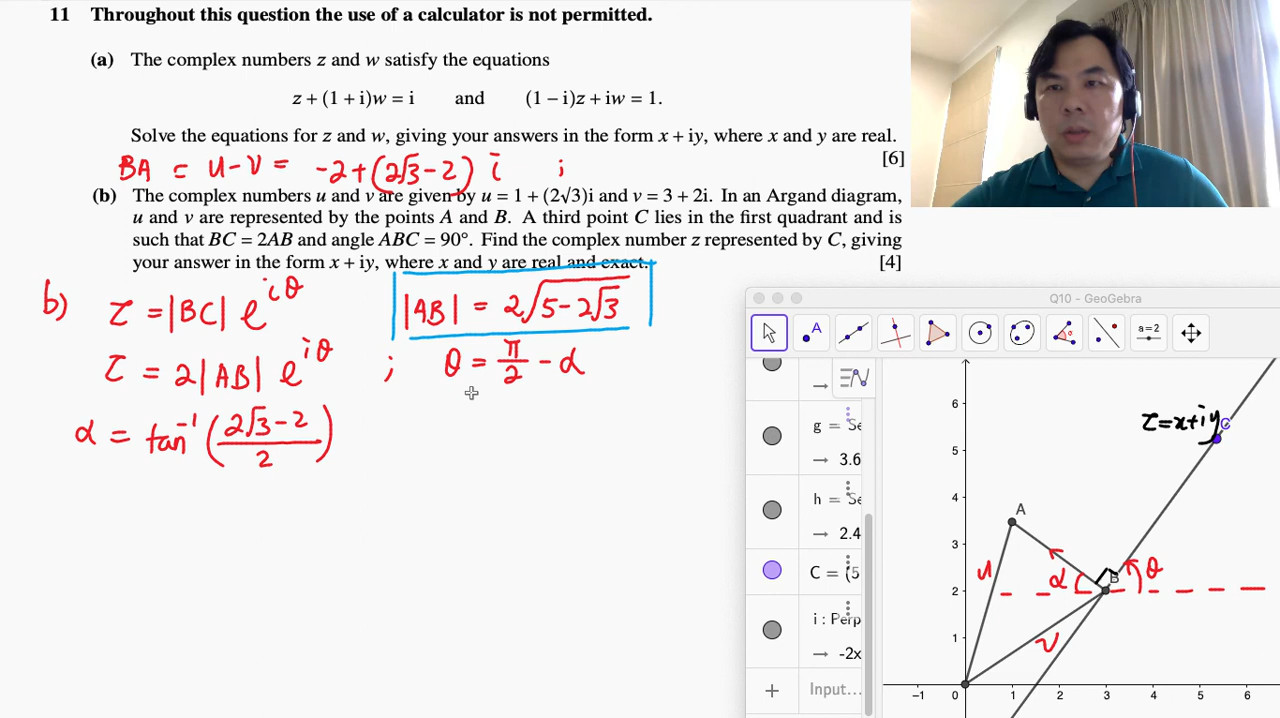 11 Throughout this question the use of a calculator is not permitted.
(a) The complex numbers z and w satisfy the equations
z + (1 + i)w = i and (1 − i)z + iw = 1.
Solve the equations for z and w, giving your answers in the form x + iy, where x and y are real.
[6]
BA = u − v = −2 + (2√3 − 2) i ;
(b) The complex numbers u and v are given by u = 1 + (2√3)i and v = 3 + 2i. In an Argand diagram,
u and v are represented by the points A and B. A third point C lies in the first quadrant and is
such that BC = 2AB and angle ABC = 90°. Find the complex number z represented by C, giving
your answer in the form x + iy, where x and y are real and exact. [4]
b) z = |BC| e^{iθ} |AB| = 2√(5 − 2√3)
z = 2|AB| e^{iθ} ; θ = π/2 − α
α = tan⁻¹((2√3 − 2)/2)
Q10 - GeoGebra
A
a=2
g = Se
→ 3.6
h = Se
→ 2.4
C = (5
i : Perp
→ -2x
+ Input...
6
5
4
3
2
1
−1 0 1 2 3 4 5 6
z = x + iy
C
A
B
u
v
α
θ